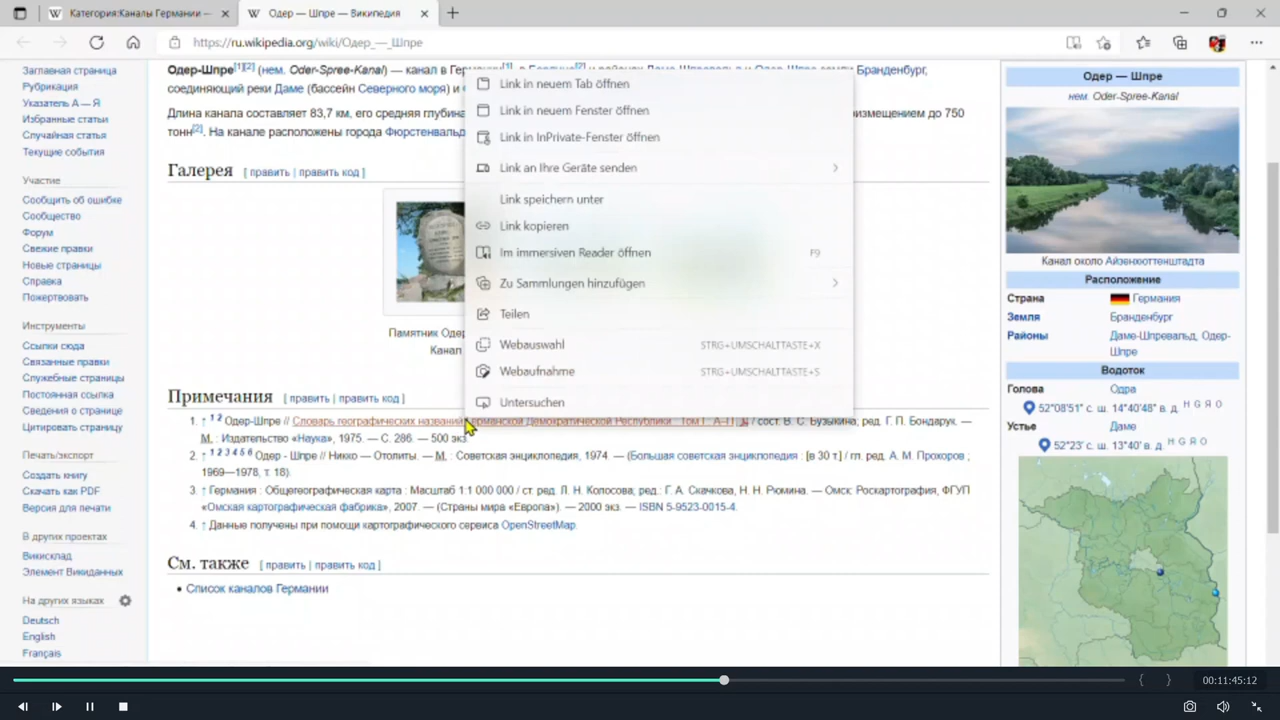 Категория:Каналы Германии —
Одер — Шпре — Википедия
https://ru.wikipedia.org/wiki/Одер_—_Шпре
Заглавная страница
Рубрикация
Указатель А — Я
Избранные статьи
Случайная статья
Текущие события
Участие
Сообщить об ошибке
Сообщество
Форум
Свежие правки
Новые страницы
Справка
Пожертвовать
Инструменты
Ссылки сюда
Связанные правки
Служебные страницы
Постоянная ссылка
Сведения о странице
Цитировать страницу
Печать/экспорт
Создать книгу
Скачать как PDF
Версия для печати
В других проектах
Викисклад
Элемент Викиданных
На других языках
Deutsch
English
Français
Одер-Шпре[1][2] (нем. Oder-Spree-Kanal) — канал в Германии[1], в Бранденбург,
соединяющий реки Даме (бассейн Северного моря) и
Длина канала составляет 83,7 км, его средняя глубина до 750
тонн[2]. На канале расположены города Фюрстенвальд
Галерея [ править | править код ]
Памятник Одер
Канал
Link in neuem Tab öffnen
Link in neuem Fenster öffnen
Link in InPrivate-Fenster öffnen
Link an Ihre Geräte senden
Link speichern unter
Link kopieren
Im immersiven Reader öffnen F9
Zu Sammlungen hinzufügen
Teilen
Webauswahl STRG+UMSCHALTTASTE+X
Webaufnahme STRG+UMSCHALTTASTE+S
Untersuchen
Примечания [ править | править код ]
1. ↑ 1 2 Одер-Шпре // Словарь географических названий Германской Демократической Республики / сост. В. С. Бузыкина; ред. Г. П. Бондарук. —
М. : Издательство «Наука», 1975. — С. 286. — 500 экз.
2. ↑ 1 2 3 4 5 6 Одер - Шпре // Никко — Отолиты. — М. : Советская энциклопедия, 1974. — (Большая советская энциклопедия : [в 30 т.] / гл. ред. А. М. Прохоров ;
1969—1978, т. 18).
3. ↑ Германия : Общегеографическая карта : Масштаб 1:1 000 000 / ст. ред. Л. Н. Колосова; ред.: Г. А. Скачкова, Н. Н. Рюмина. — Омск: Роскартография, ФГУП
«Омская картографическая фабрика», 2007. — (Страны мира «Европа»). — 2000 экз. — ISBN 5-9523-0015-4.
4. ↑ Данные получены при помощи картографического сервиса OpenStreetMap.
См. также [ править | править код ]
• Список каналов Германии
Одер — Шпре
нем. Oder-Spree-Kanal
Канал около Айзенхюттенштадта
Расположение
Страна Германия
Земля Бранденбург
Районы Даме-Шпревальд, Одер-
Шпре
Водоток
Голова Одра
52°08′51″ с. ш. 14°40′48″ в. д. H G Я O
Устье Даме
52°23′ с. ш. 13°40′ в. д. H G Я O
00:11:45:12